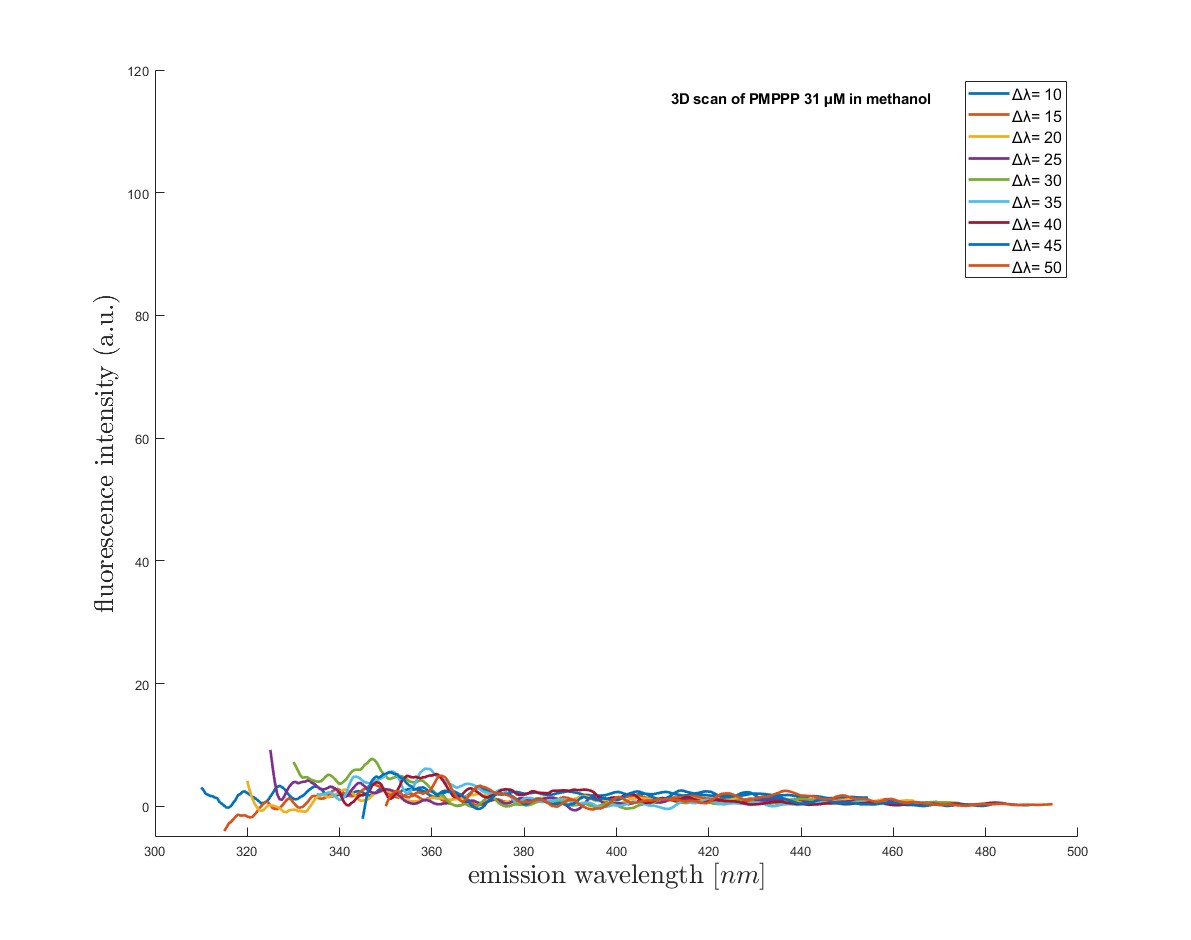 3D scan of PMPPP 31 µM in methanol
Δλ= 10
Δλ= 15
Δλ= 20
Δλ= 25
Δλ= 30
Δλ= 35
Δλ= 40
Δλ= 45
Δλ= 50
120
100
80
60
40
20
0
fluorescence intensity (a.u.)
300 320 340 360 380 400 420 440 460 480 500
emission wavelength [nm]